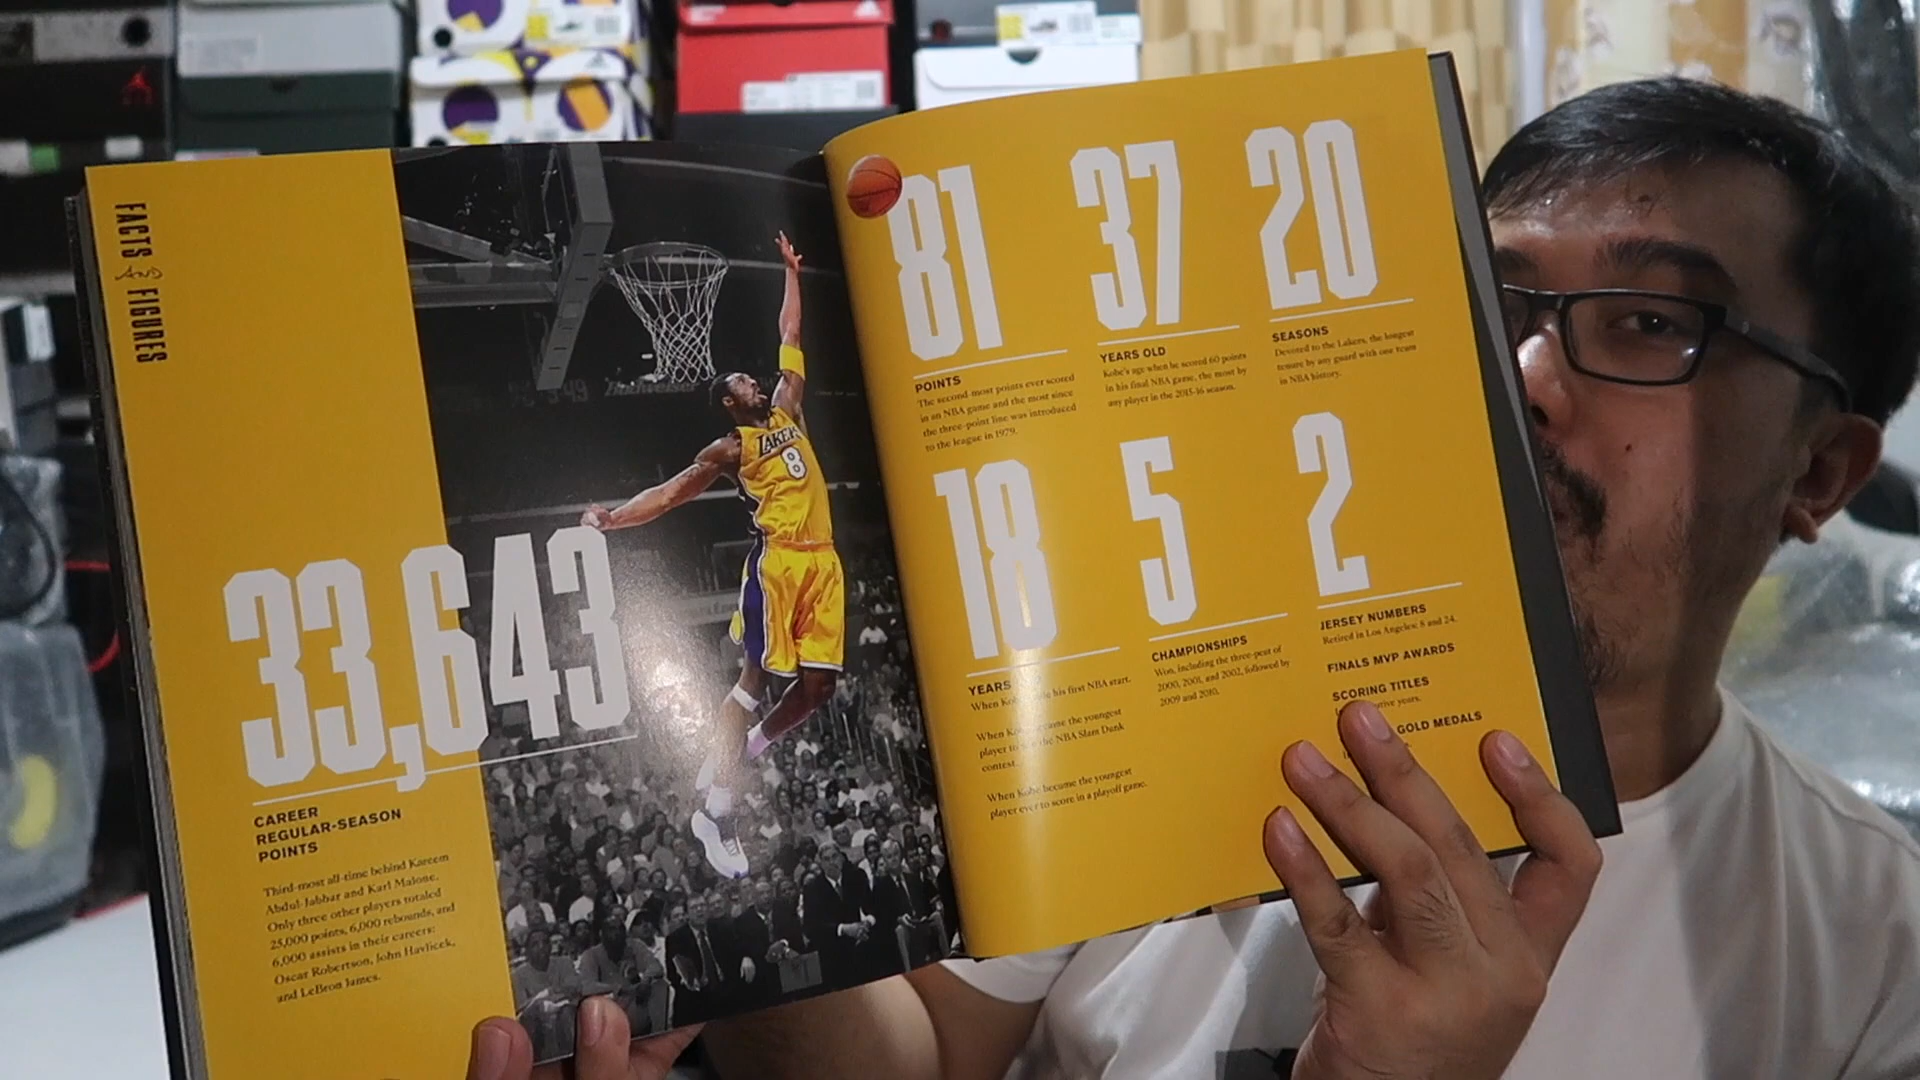 FACTS & FIGURES
33,643
CAREER
REGULAR-SEASON
POINTS
Third-most all-time behind Kareem
Abdul-Jabbar and Karl Malone.
Only three other players totaled
25,000 points, 6,000 rebounds, and
6,000 assists in their careers:
Oscar Robertson, John Havlicek,
and LeBron James.
LAKERS
8
81
POINTS
The second-most points ever scored
in an NBA game and the most since
the three-point line was introduced
to the league in 1979.
37
YEARS OLD
Kobe's age when he scored 60 points
in his final NBA game, the most by
any player in the 2015-16 season.
20
SEASONS
Devoted to the Lakers, the longest
tenure by any guard with one team
in NBA history.
18
YEARS
When his first NBA start.
When became the youngest
player to the NBA Slam Dunk
contest.
When Kobe became the youngest
player ever to score in a playoff game.
5
CHAMPIONSHIPS
Won, including the three-peat of
2000, 2001, and 2002, followed by
2009 and 2010.
2
JERSEY NUMBERS
Retired in Los Angeles: 8 and 24.
FINALS MVP AWARDS
SCORING TITLES
years.
GOLD MEDALS